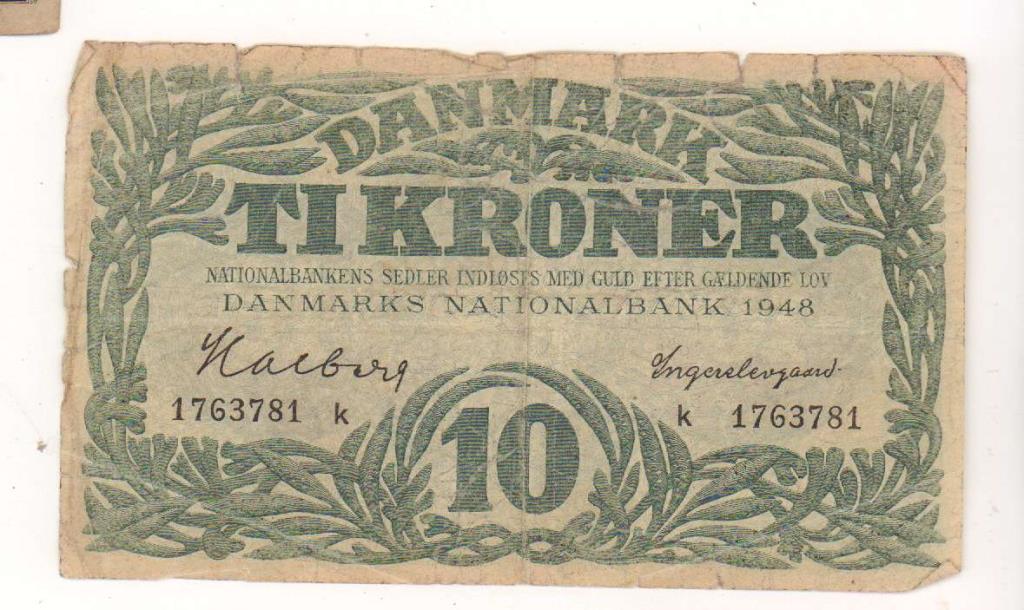 DANMARK
TI KRONER
NATIONALBANKENS SEDLER INDLØSES MED GULD EFTER GÆLDENDE LOV
DANMARKS NATIONALBANK 1948
Halberg Ingerslevgaard
1763781 k k 1763781
10